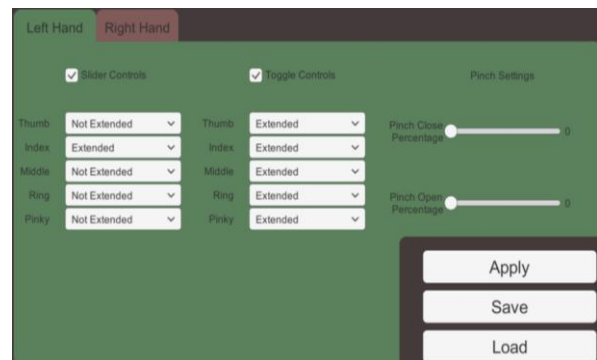 Left Hand Right Hand
Slider Controls Toggle Controls Pinch Settings
Thumb Not Extended Thumb Extended Pinch Close
Percentage 0
Index Extended Index Extended
Middle Not Extended Middle Extended
Ring Not Extended Ring Extended Pinch Open
Percentage 0
Pinky Not Extended Pinky Extended
Apply
Save
Load